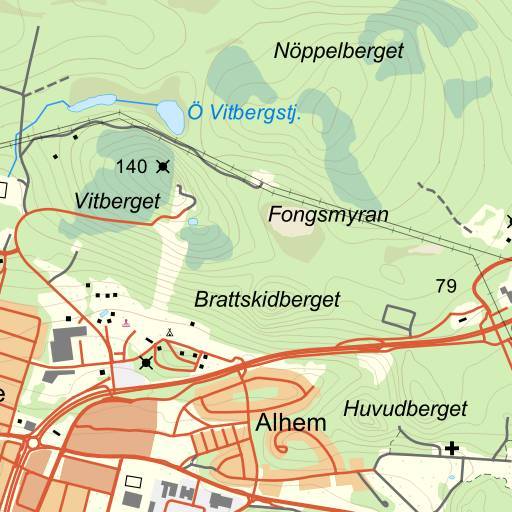 Nöppelberget
Ö Vitbergstj.
140
Vitberget
Fongsmyran
79
Brattskidberget
e
Huvudberget
Alhem